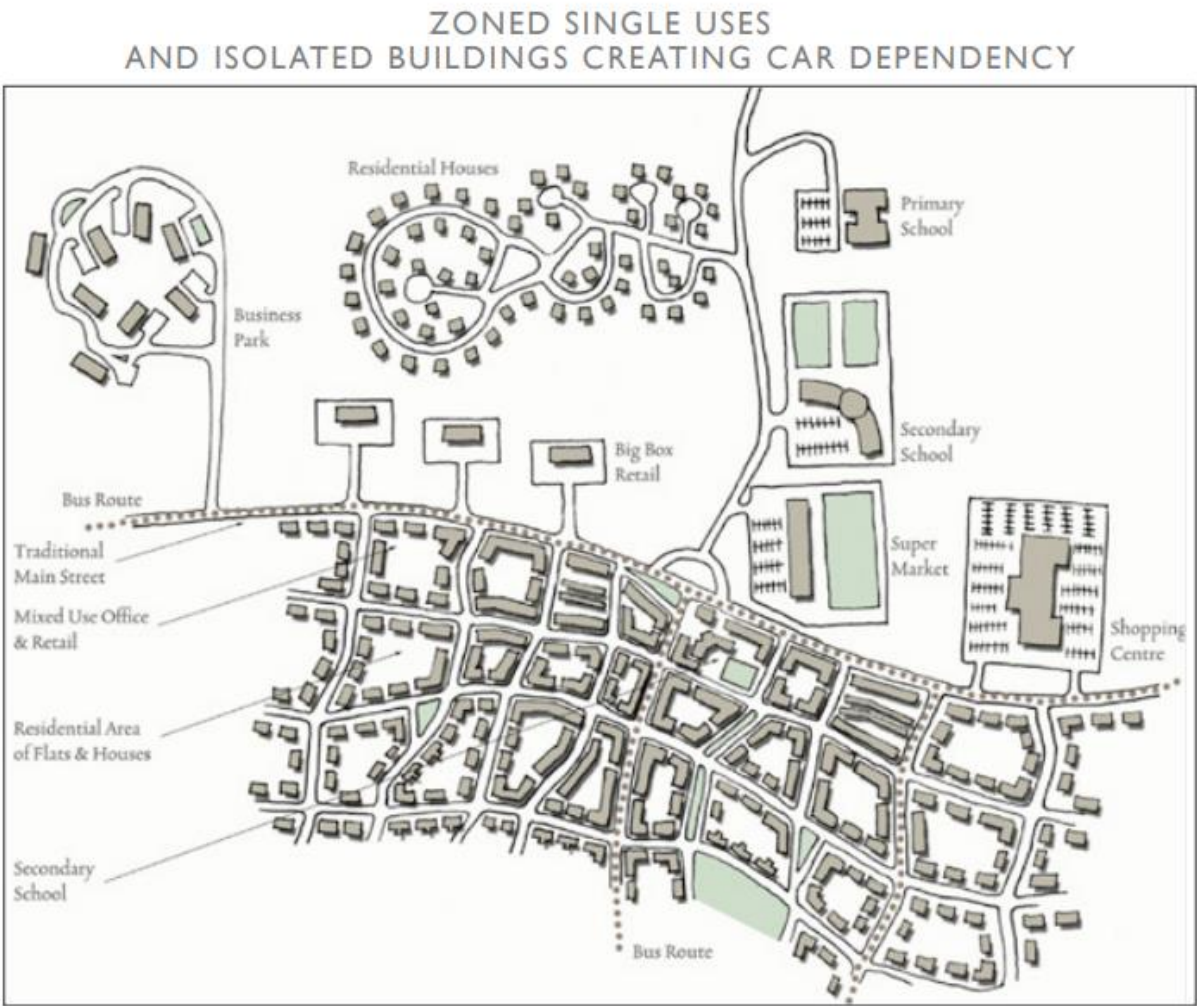 ZONED SINGLE USES
AND ISOLATED BUILDINGS CREATING CAR DEPENDENCY
Residential Houses
Primary
School
Business
Park
Secondary
School
Big Box
Retail
Bus Route
Super
Market
Traditional
Main Street
Mixed Use Office
& Retail
Shopping
Centre
Residential Area
of Flats & Houses
Secondary
School
Bus Route